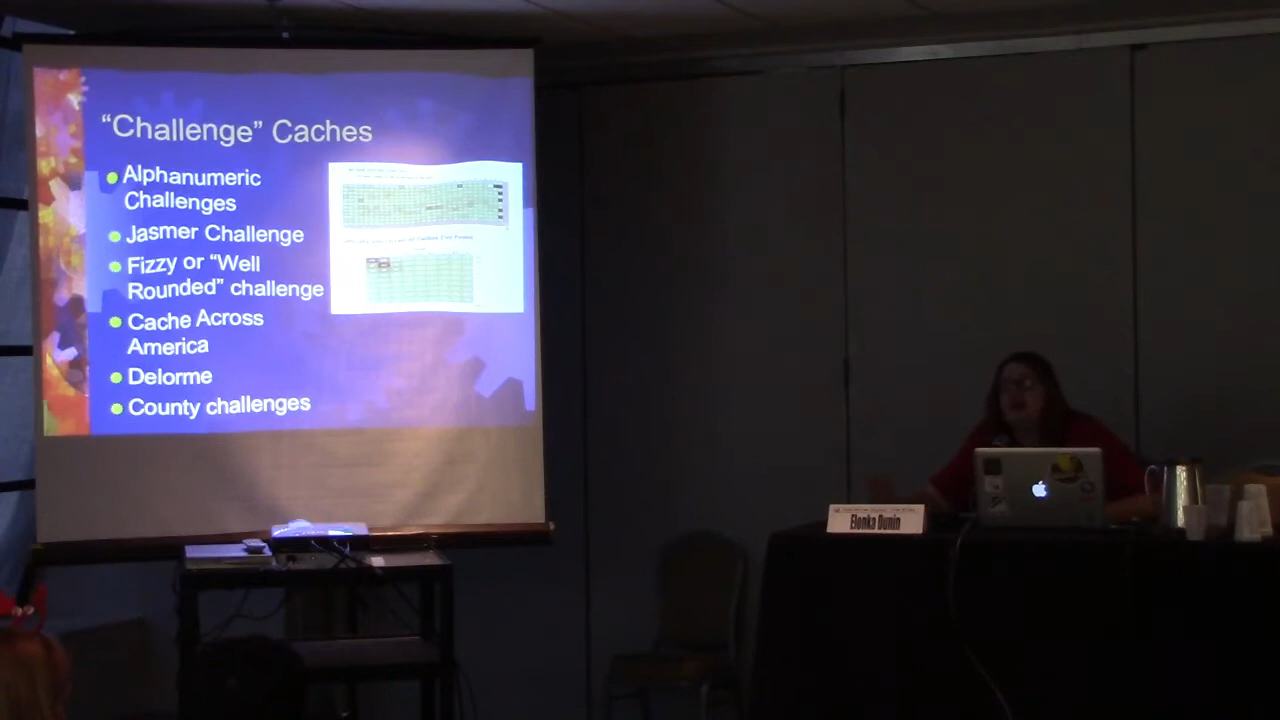 “Challenge” Caches
Alphanumeric
Challenges
Jasmer Challenge
Fizzy or “Well
Rounded” challenge
Cache Across
America
Delorme
County challenges
Elonka Dunin